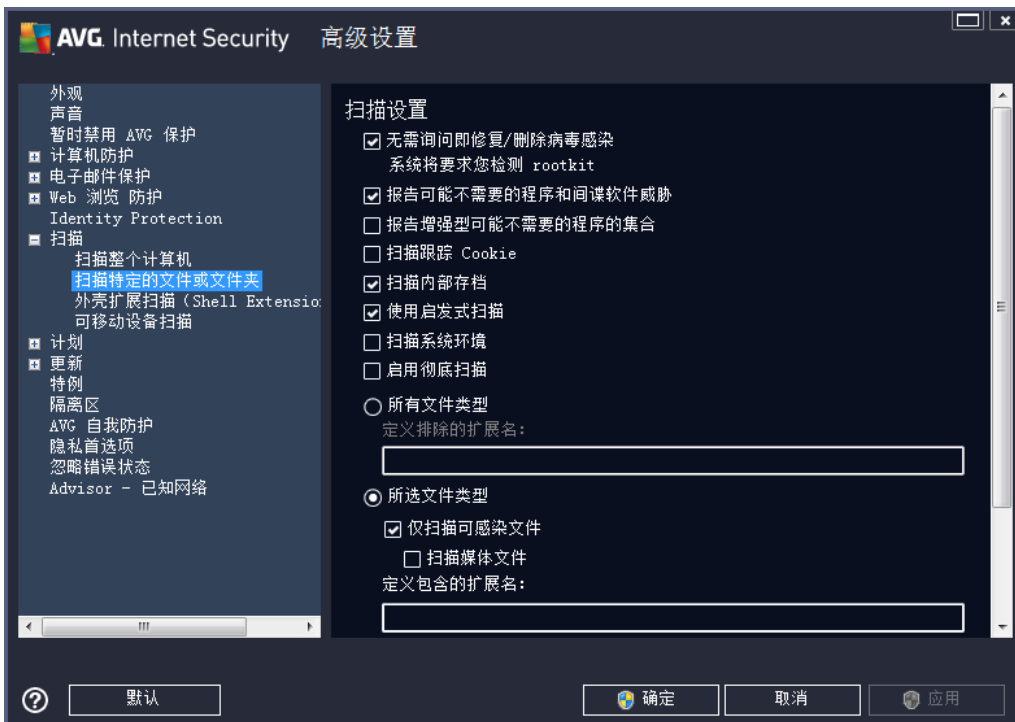 AVG. Internet Security 高级设置
外观
声音
暂时禁用 AVG 保护
计算机防护
电子邮件保护
Web 浏览 防护
Identity Protection
扫描
扫描整个计算机
扫描特定的文件或文件夹
外壳扩展扫描（Shell Extensio
可移动设备扫描
计划
更新
特例
隔离区
AVG 自我防护
隐私首选项
忽略错误状态
Advisor - 已知网络
扫描设置
无需询问即修复/删除病毒感染
系统将要求您检测 rootkit
报告可能不需要的程序和间谍软件威胁
报告增强型可能不需要的程序的集合
扫描跟踪 Cookie
扫描内部存档
使用启发式扫描
扫描系统环境
启用彻底扫描
所有文件类型
定义排除的扩展名:
所选文件类型
仅扫描可感染文件
扫描媒体文件
定义包含的扩展名:
? 默认 确定 取消 应用